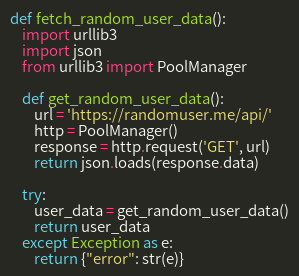 def fetch_random_user_data():
    import urllib3
    import json
    from urllib3 import PoolManager

    def get_random_user_data():
        url = 'https://randomuser.me/api/'
        http = PoolManager()
        response = http.request('GET', url)
        return json.loads(response.data)

    try:
        user_data = get_random_user_data()
        return user_data
    except Exception as e:
        return {"error": str(e)}